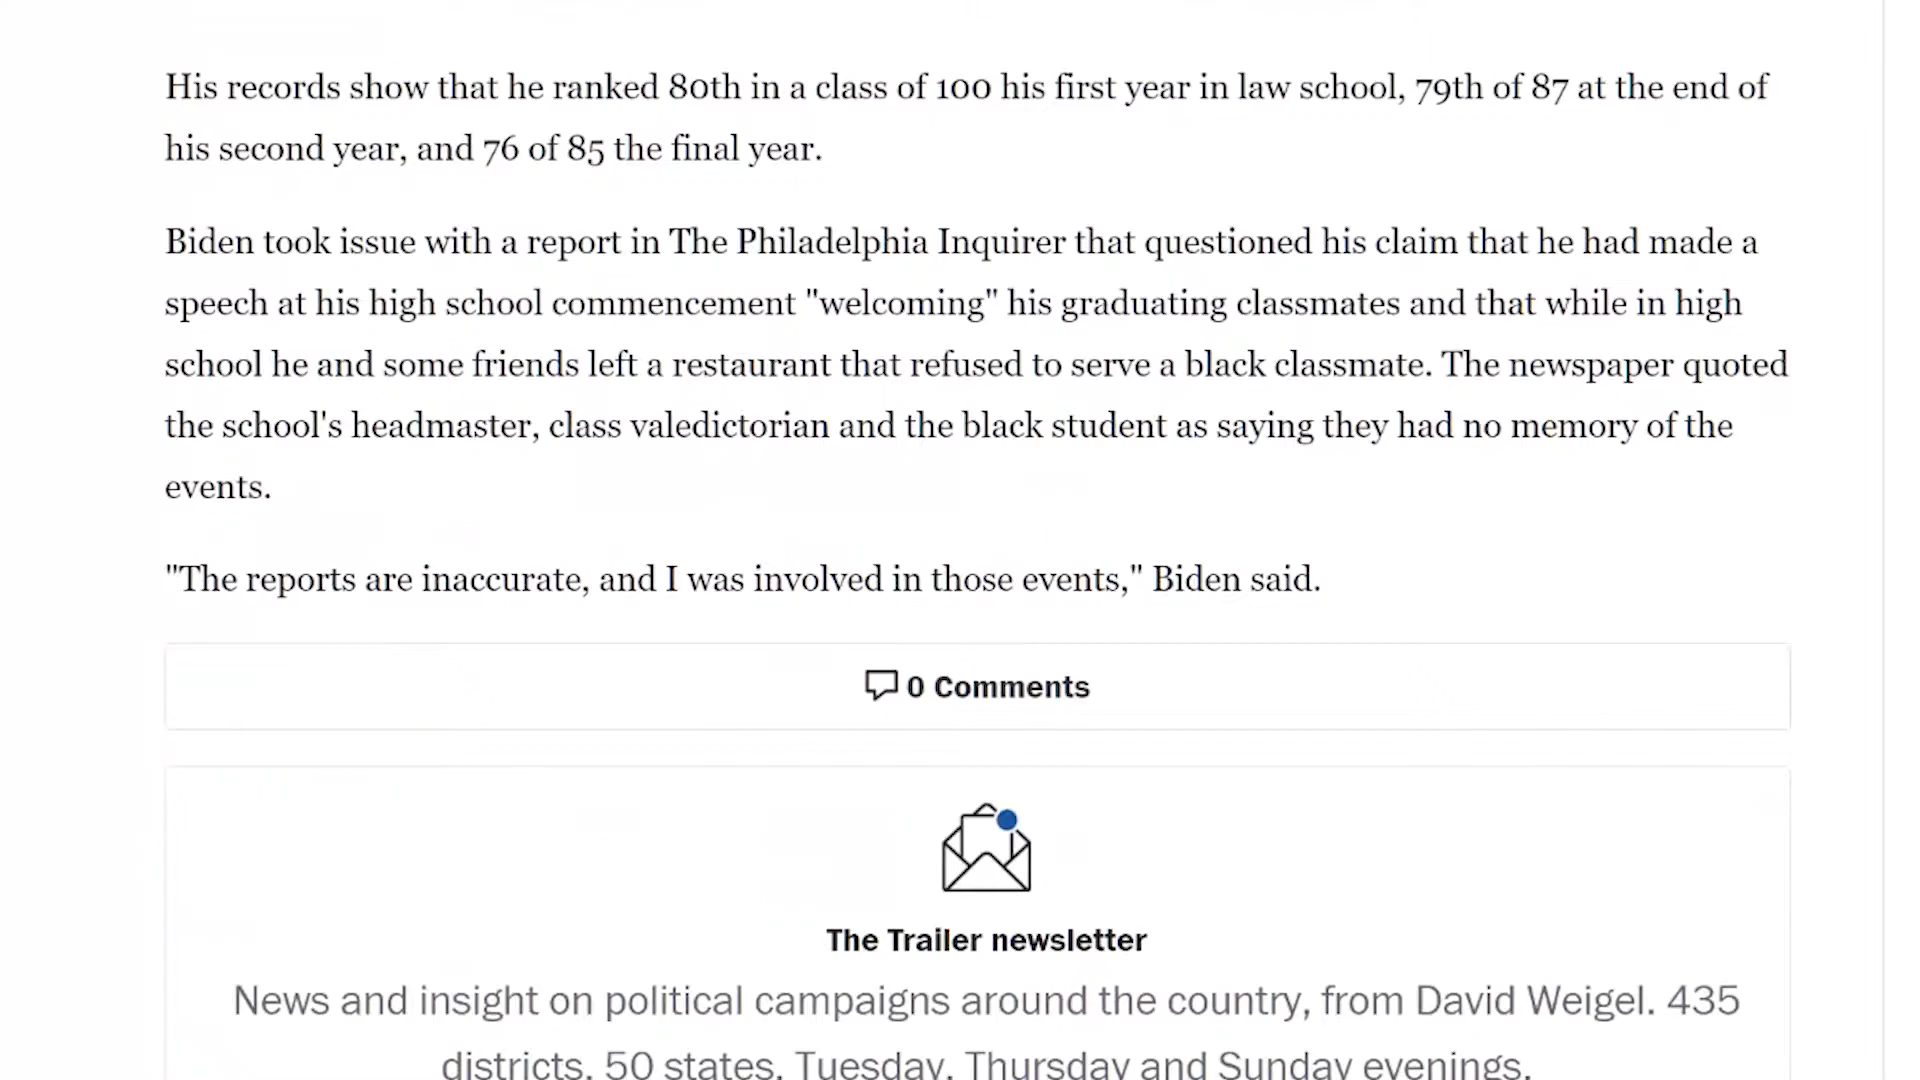 His records show that he ranked 80th in a class of 100 his first year in law school, 79th of 87 at the end of
his second year, and 76 of 85 the final year.
Biden took issue with a report in The Philadelphia Inquirer that questioned his claim that he had made a
speech at his high school commencement "welcoming" his graduating classmates and that while in high
school he and some friends left a restaurant that refused to serve a black classmate. The newspaper quoted
the school's headmaster, class valedictorian and the black student as saying they had no memory of the
events.
"The reports are inaccurate, and I was involved in those events," Biden said.
0 Comments
The Trailer newsletter
News and insight on political campaigns around the country, from David Weigel. 435
districts, 50 states. Tuesday, Thursday and Sunday evenings.